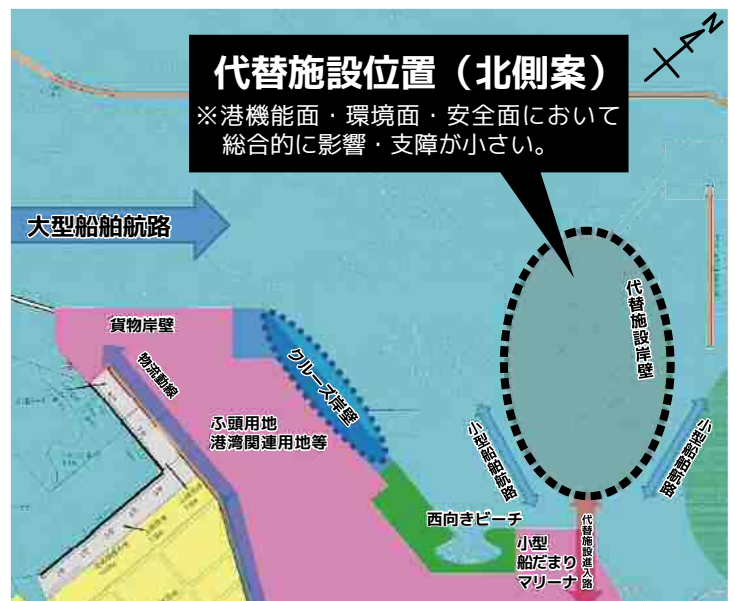 N
代替施設位置（北側案）
※港機能面・環境面・安全面において
総合的に影響・支障が小さい。
大型船舶航路
貨物岸壁
物流動線
クルーズ岸壁
代替施設岸壁
ふ頭用地
港湾関連用地等
小型船舶航路
小型船舶航路
西向きビーチ
小型
船だまり
マリーナ
代替施設進入路